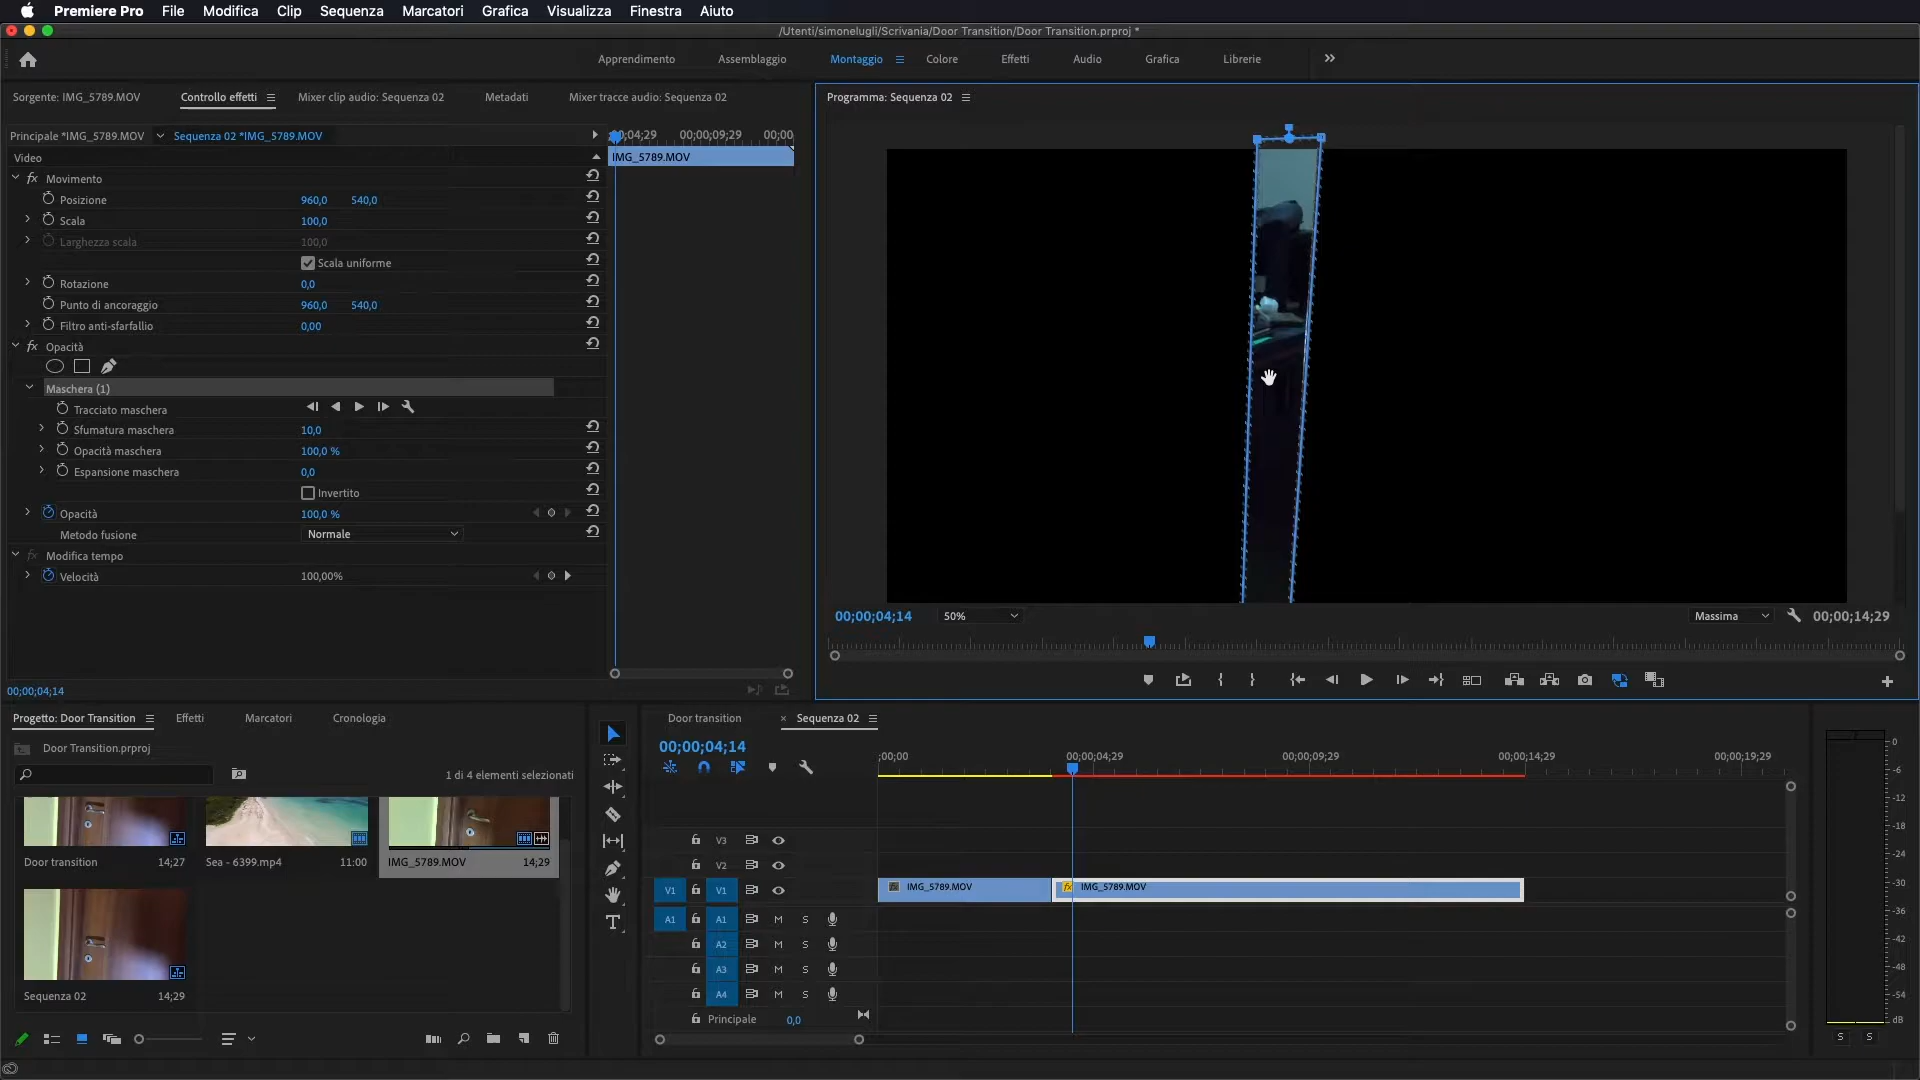 Premiere Pro File Modifica Clip Sequenza Marcatori Grafica Visualizza Finestra Aiuto
/Utenti/simonelugli/Scrivania/Door Transition/Door Transition.prproj *
Apprendimento Assemblaggio Montaggio Colore Effetti Audio Grafica Librerie
Sorgente: IMG_5789.MOV Controllo effetti Mixer clip audio: Sequenza 02 Metadati Mixer tracce audio: Sequenza 02
Programma: Sequenza 02
Principale *IMG_5789.MOV Sequenza 02 *IMG_5789.MOV
04;29 00;00;09;29 00;00
Video
IMG_5789.MOV
fx Movimento
Posizione 960,0 540,0
Scala 100,0
Larghezza scala 100,0
Scala uniforme
Rotazione 0,0
Punto di ancoraggio 960,0 540,0
Filtro anti-sfarfallio 0,00
fx Opacità
Maschera (1)
Tracciato maschera
Sfumatura maschera 10,0
Opacità maschera 100,0 %
Espansione maschera 0,0
Invertito
Opacità 100,0 %
Metodo fusione Normale
fx Modifica tempo
Velocità 100,00%
00;00;04;14
00;00;04;14 50% Massima 00;00;14;29
Progetto: Door Transition Effetti Marcatori Cronologia
Door Transition.prproj
1 di 4 elementi selezionati
Door transition 14;27
Sea - 6399.mp4 11:00
IMG_5789.MOV 14;29
Sequenza 02 14;29
Door transition × Sequenza 02
00;00;04;14
;00;00 00;00;04;29 00;00;09;29 00;00;14;29 00;00;19;29
V3
V2
V1 V1 fx IMG_5789.MOV fx IMG_5789.MOV
A1 A1 M S
A2 M S
A3 M S
A4 M S
Principale 0,0
0
-6
-12
-18
-24
-30
-36
-42
-48
-54
dB
S S